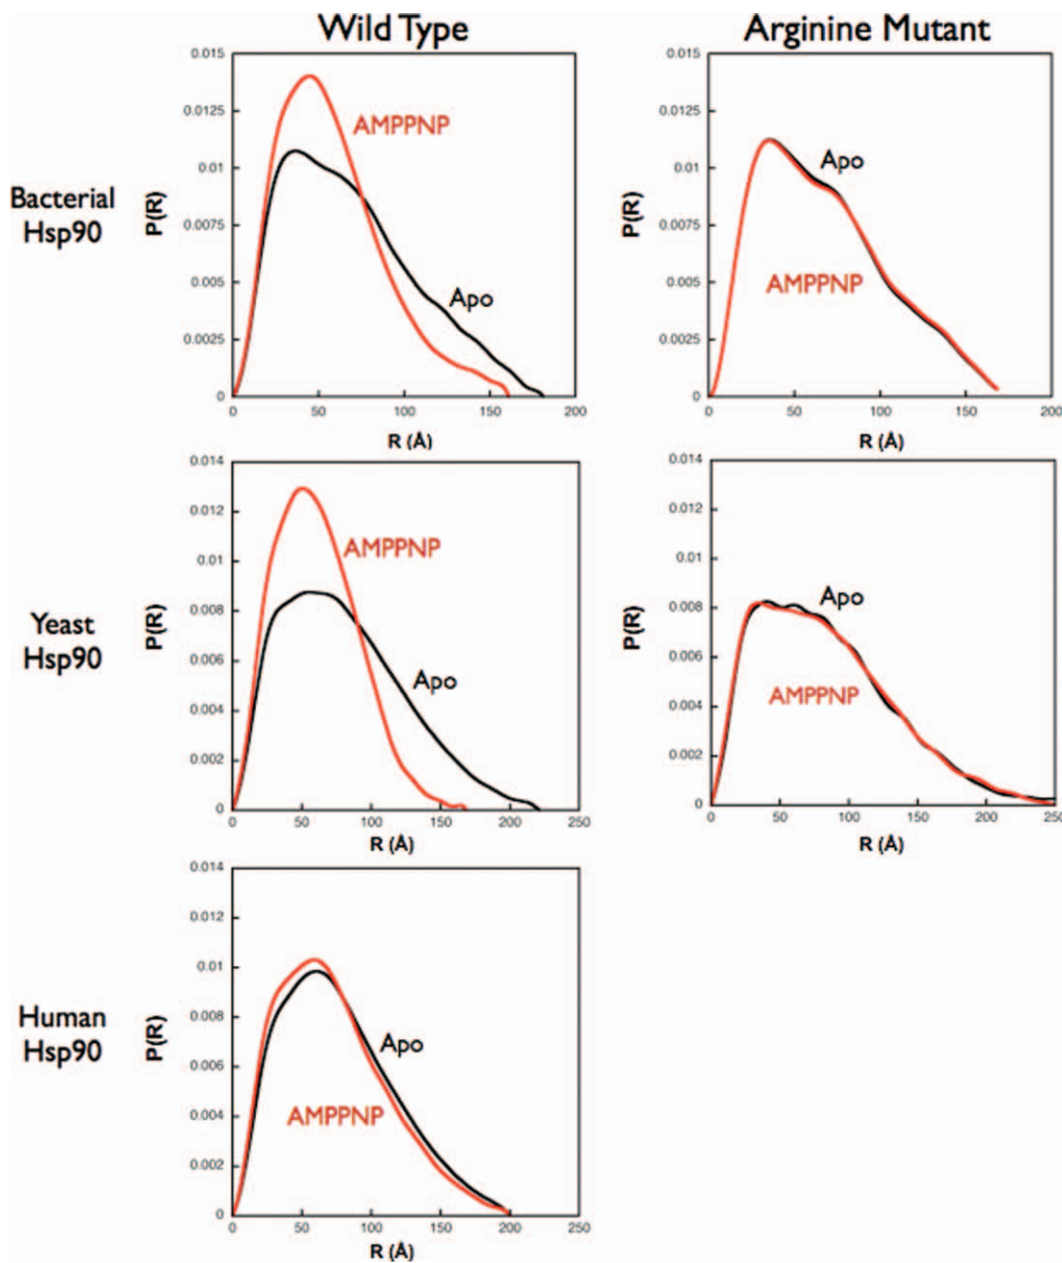 Wild Type
Arginine Mutant
Bacterial
Hsp90
P(R)
0.015
0.0125
0.01
0.0075
0.005
0.0025
0
AMPPNP
Apo
0 50 100 150 200
R (Å)
P(R)
0.015
0.0125
0.01
0.0075
0.005
0.0025
0
Apo
AMPPNP
0 50 100 150 200
R (Å)
Yeast
Hsp90
P(R)
0.014
0.012
0.01
0.008
0.006
0.004
0.002
0
AMPPNP
Apo
0 50 100 150 200 250
R (Å)
P(R)
0.014
0.012
0.01
0.008
0.006
0.004
0.002
0
Apo
AMPPNP
0 50 100 150 200 250
R (Å)
Human
Hsp90
P(R)
0.014
0.012
0.01
0.008
0.006
0.004
0.002
0
Apo
AMPPNP
0 50 100 150 200 250
R (Å)